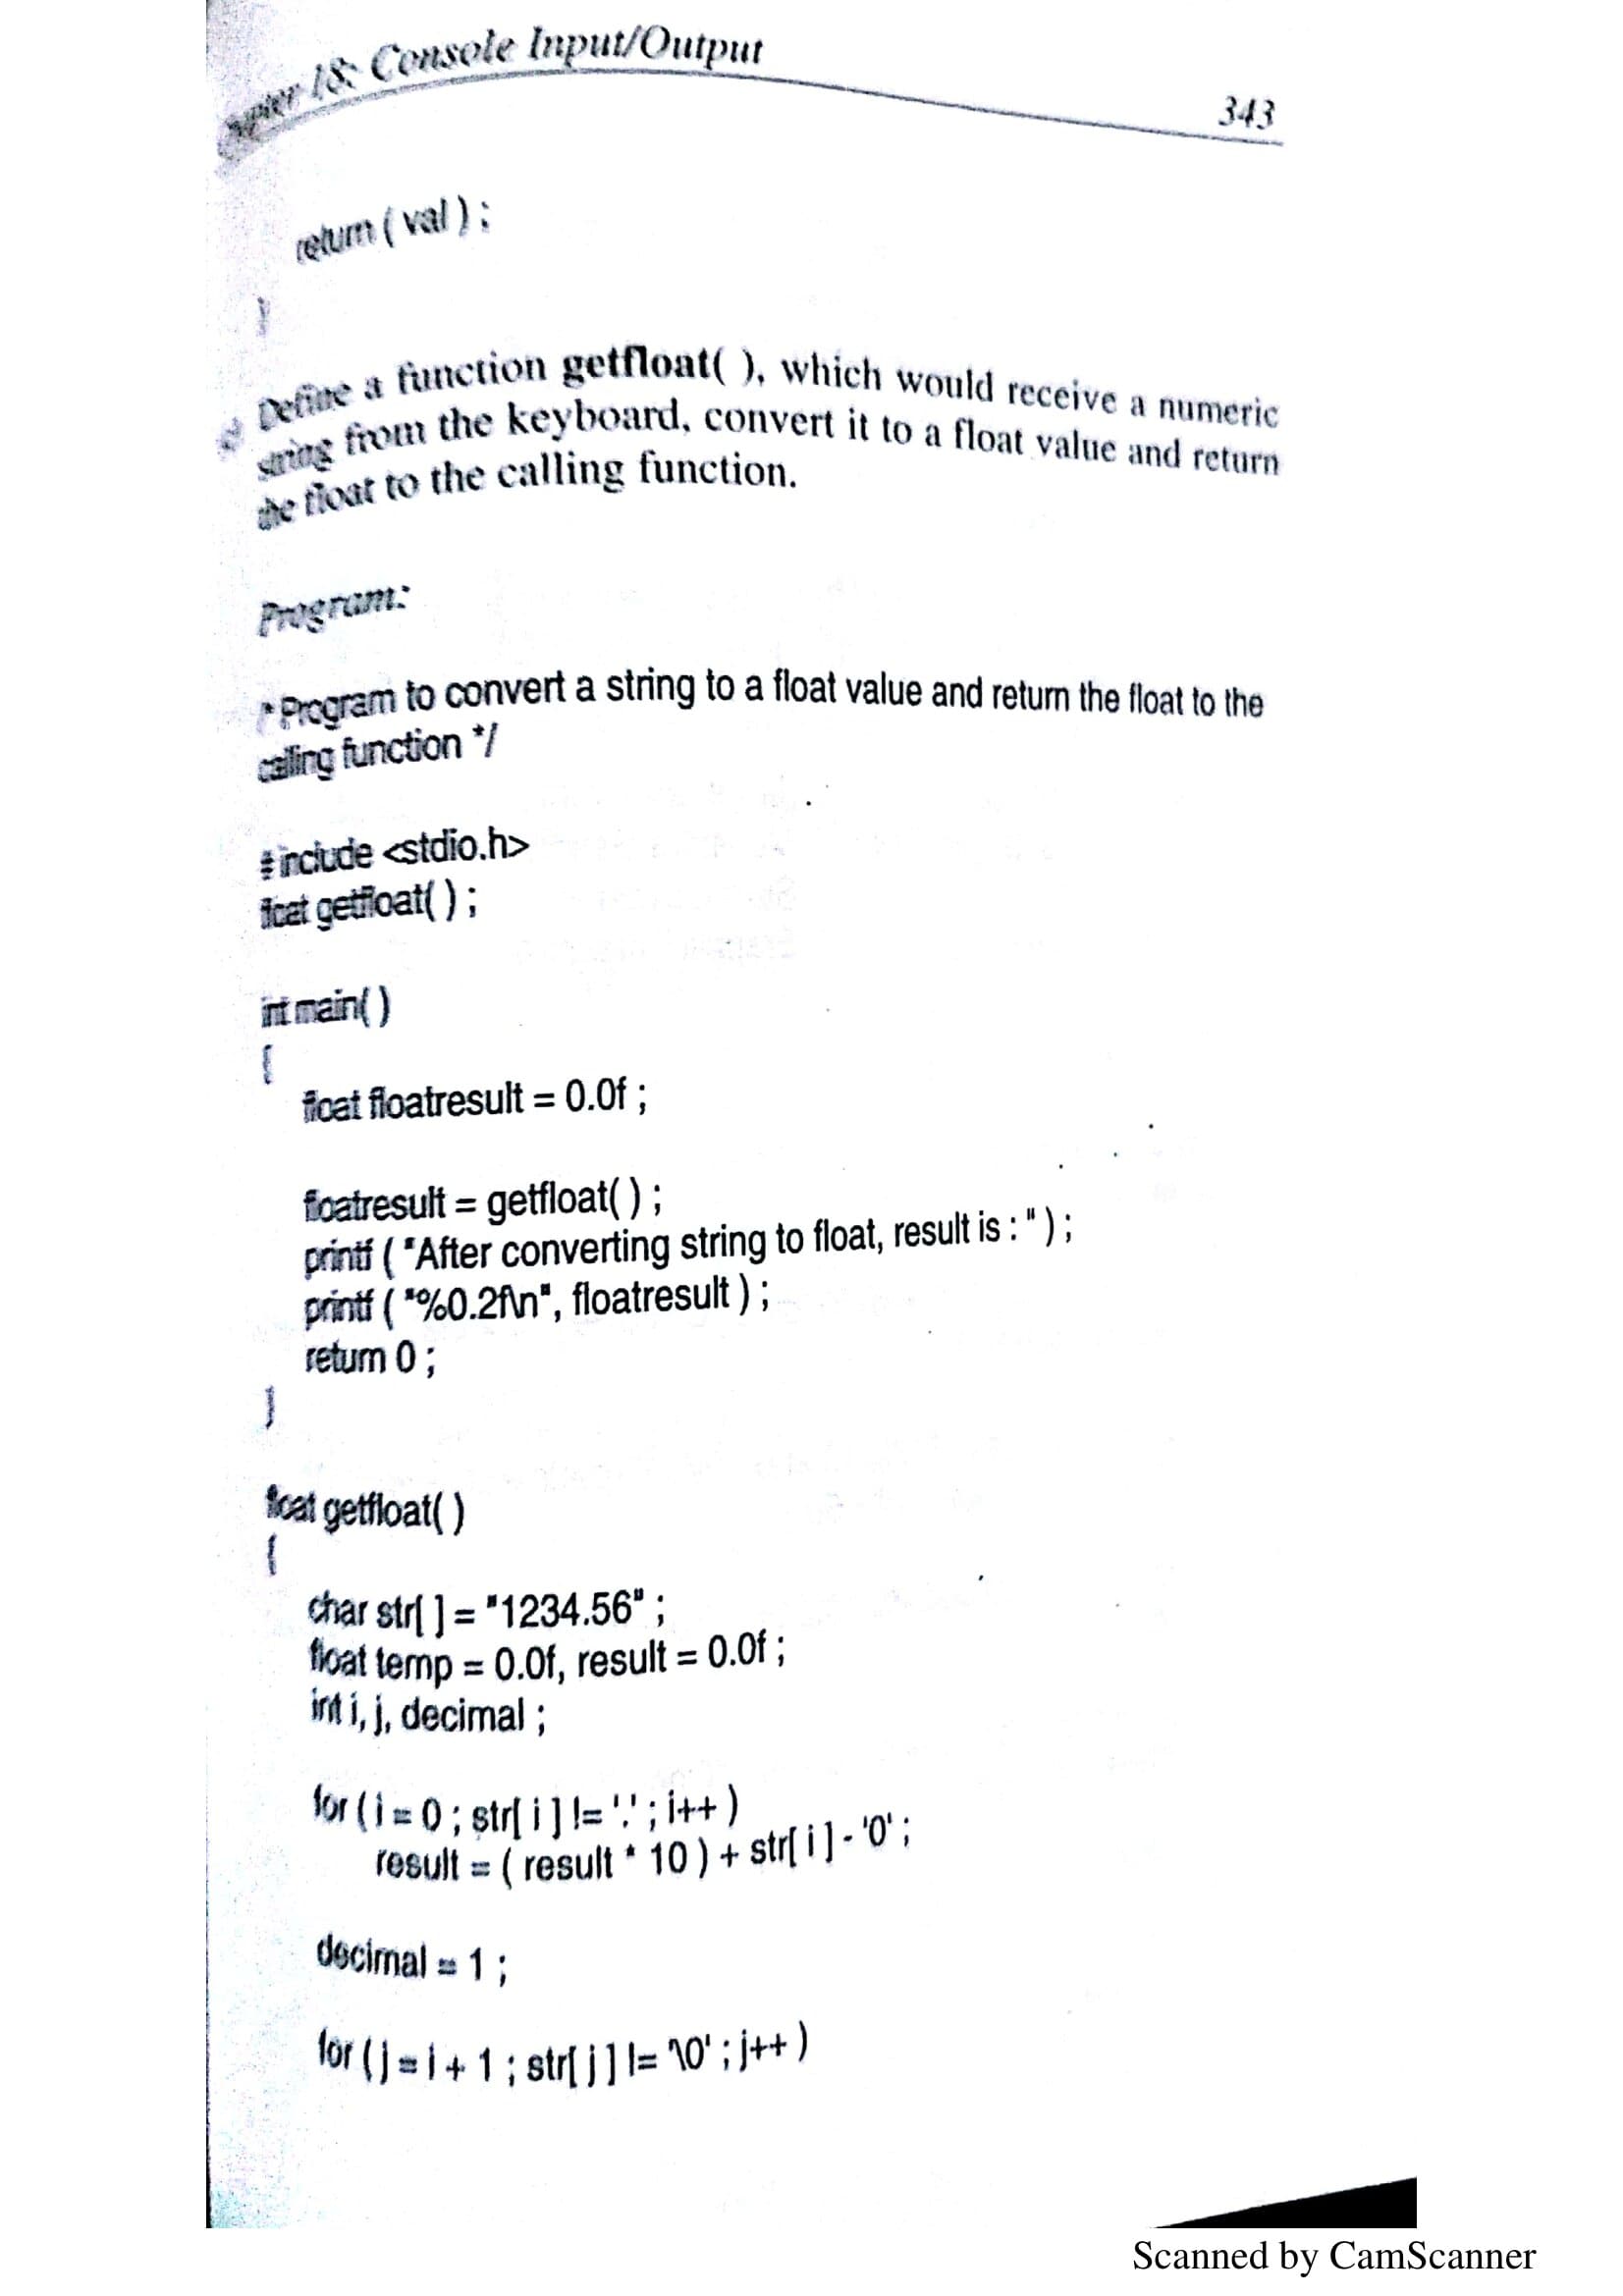 Chapter 18: Console Input/Output
343
return ( val ) ;
}
Define a function getfloat( ), which would receive a numeric
string from the keyboard, convert it to a float value and return
the float to the calling function.
Program:
/* Program to convert a string to a float value and return the float to the
calling function */
# include <stdio.h>
float getfloat( ) ;
int main( )
{
float floatresult = 0.0f ;
floatresult = getfloat( ) ;
printf ( "After converting string to float, result is : " ) ;
printf ( "%0.2f\n", floatresult ) ;
return 0 ;
}
float getfloat( )
{
char str[ ] = "1234.56" ;
float temp = 0.0f, result = 0.0f ;
int i, j, decimal ;
for ( i = 0 ; str[ i ] != '.' ; i++ )
result = ( result * 10 ) + str[ i ] - '0' ;
decimal = 1 ;
for ( j = i + 1 ; str[ j ] != '\0' ; j++ )
Scanned by CamScanner